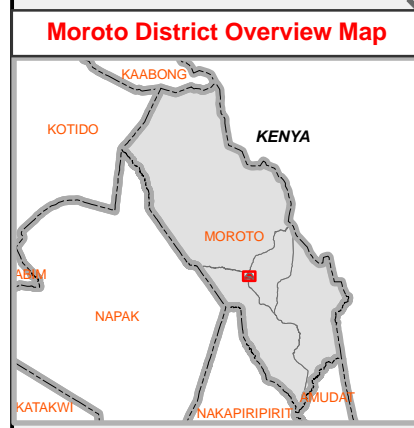 Moroto District Overview Map
KAABONG
KOTIDO
KENYA
MOROTO
ABIM
NAPAK
KATAKWI
NAKAPIRIPIRIT
AMUDAT